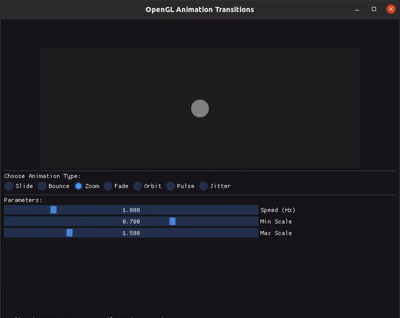 OpenGL Animation Transitions
Choose Animation Type:
Slide Bounce Zoom Fade Orbit Pulse Jitter
Parameters:
1.000 Speed (Hz)
0.700 Min Scale
1.500 Max Scale